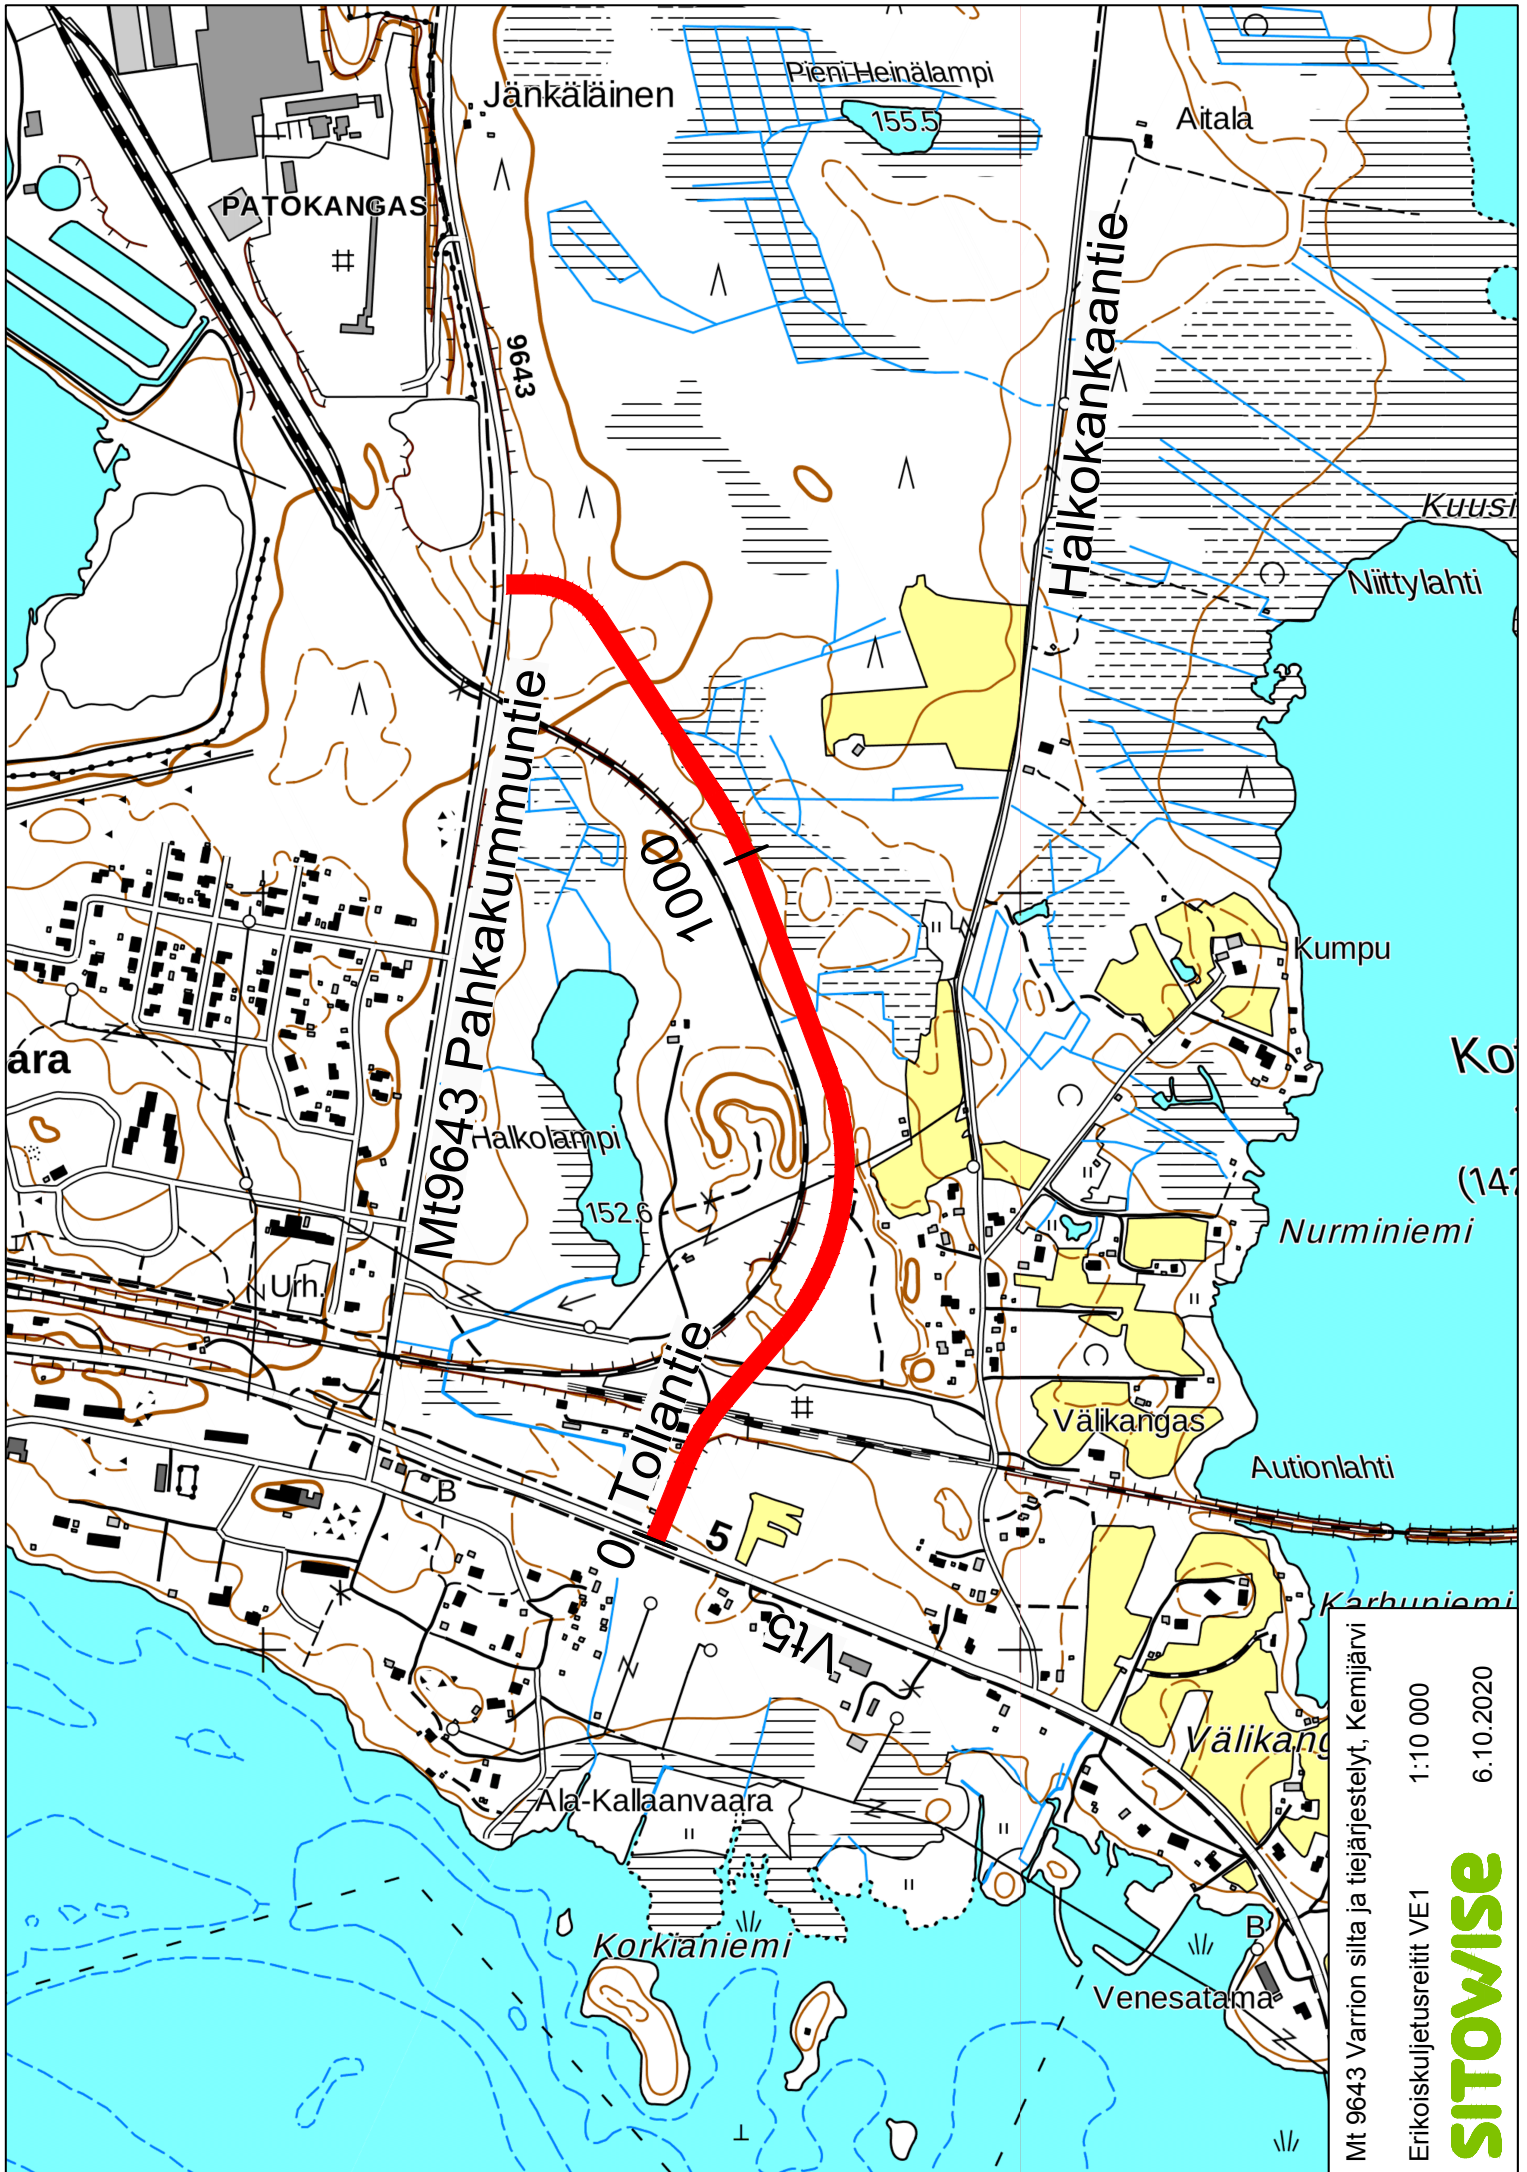 Jänkäläinen
Pieni-Heinälampi
155.5
Aitala
PATOKANGAS
9643
Halkokankaantie
Niittylahti
Mt9643 Pahkakummuntie
1000
Kumpu
Halkolampi
152.6
Nurminiemi
Urh.
Tollantie
0
Välikangas
Autionlahti
B
5
Vt5
Karhuniemi
Ala-Kallaanvaara
Korkianiemi
B
Venesatama
Mt 9643 Varrion silta ja tiejärjestelyt, Kemijärvi
Erikoiskuljetusreitit VE1
1:10 000
6.10.2020
SITOWISE